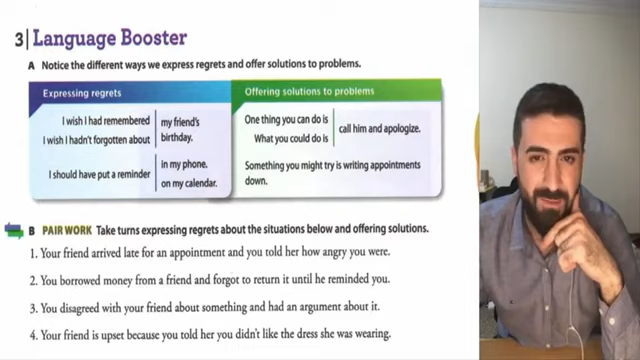 3 Language Booster
A Notice the different ways we express regrets and offer solutions to problems.
Expressing regrets
I wish I had remembered
I wish I hadn't forgotten about
my friend's
birthday.
I should have put a reminder
in my phone.
on my calendar.
Offering solutions to problems
One thing you can do is
What you could do is
call him and apologize.
Something you might try is writing appointments
down.
B PAIR WORK Take turns expressing regrets about the situations below and offering solutions.
1. Your friend arrived late for an appointment and you told her how angry you were.
2. You borrowed money from a friend and forgot to return it until he reminded you.
3. You disagreed with your friend about something and had an argument about it.
4. Your friend is upset because you told her you didn't like the dress she was wearing.